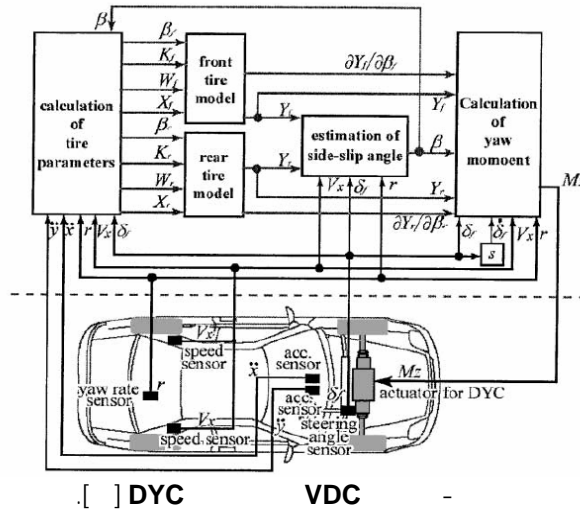 β
β_f
K_f
W_f
X_f
β_r
K_r
W_r
X_r
calculation
of
tire
parameters
front
tire
model
rear
tire
model
Y_f
Y_r
estimation of
side-slip angle
∂Y_f/∂β_f
Y_f
β
Y_r
∂Y_r/∂β_r
Calculation
of
yaw
momoent
Mz
ÿ ẍ r V_x δ_f
V_x δ_f r
δ_f δ̇_f V_x r
s
V_x
speed
sensor
yaw rate
sensor
r
V_x
speed sensor
ẍ
acc.
sensor
acc.
sensor
ÿ
δ_f
steering
angle
sensor
Mz
actuator for DYC
.[ ] DYC VDC -